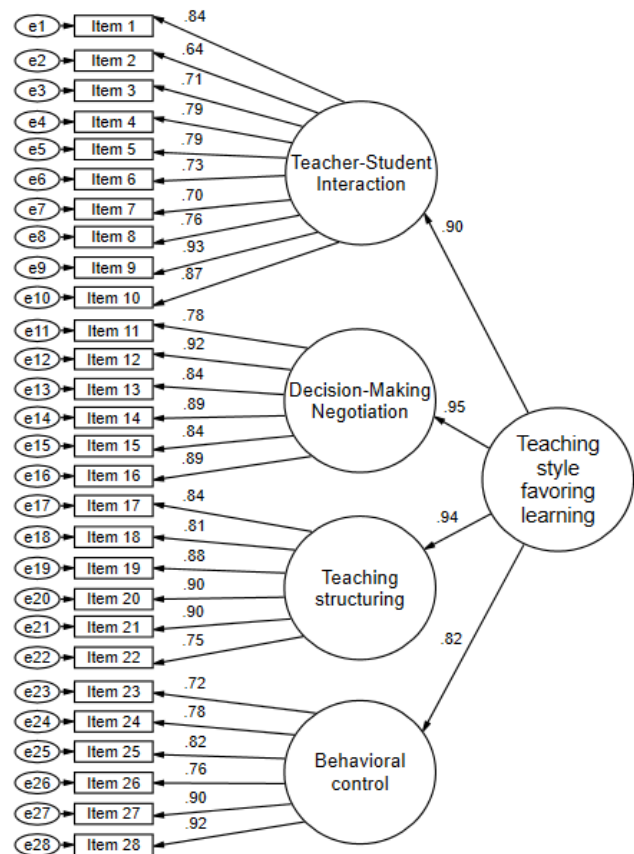 e1 Item 1 .84
e2 Item 2 .64
e3 Item 3 .71
e4 Item 4 .79
e5 Item 5 .79
e6 Item 6 .73
e7 Item 7 .70
e8 Item 8 .76
e9 Item 9 .93
e10 Item 10 .87
Teacher-Student
Interaction
.90
e11 Item 11 .78
e12 Item 12 .92
e13 Item 13 .84
e14 Item 14 .89
e15 Item 15 .84
e16 Item 16 .89
Decision-Making
Negotiation
.95
e17 Item 17 .84
e18 Item 18 .81
e19 Item 19 .88
e20 Item 20 .90
e21 Item 21 .90
e22 Item 22 .75
Teaching
structuring
.94
e23 Item 23 .72
e24 Item 24 .78
e25 Item 25 .82
e26 Item 26 .76
e27 Item 27 .90
e28 Item 28 .92
Behavioral
control
.82
Teaching
style
favoring
learning